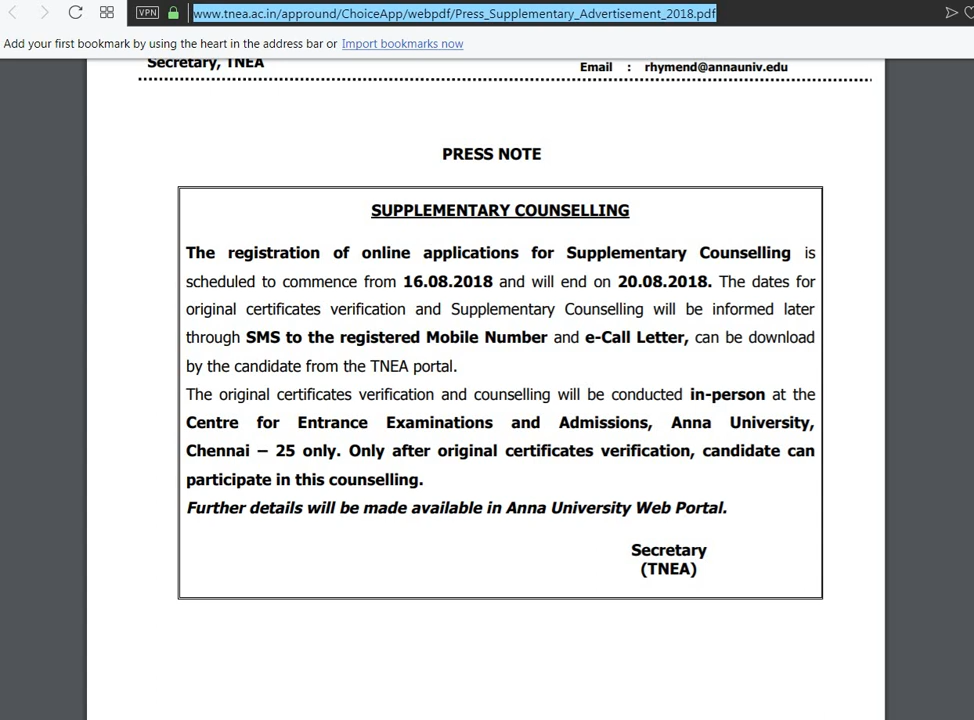 VPN www.tnea.ac.in/appround/ChoiceApp/webpdf/Press_Supplementary_Advertisement_2018.pdf
Add your first bookmark by using the heart in the address bar or Import bookmarks now
Secretary, TNEA Email : rhymend@annauniv.edu
PRESS NOTE
SUPPLEMENTARY COUNSELLING
The registration of online applications for Supplementary Counselling is
scheduled to commence from 16.08.2018 and will end on 20.08.2018. The dates for
original certificates verification and Supplementary Counselling will be informed later
through SMS to the registered Mobile Number and e-Call Letter, can be download
by the candidate from the TNEA portal.
The original certificates verification and counselling will be conducted in-person at the
Centre for Entrance Examinations and Admissions, Anna University,
Chennai – 25 only. Only after original certificates verification, candidate can
participate in this counselling.
Further details will be made available in Anna University Web Portal.
Secretary
(TNEA)